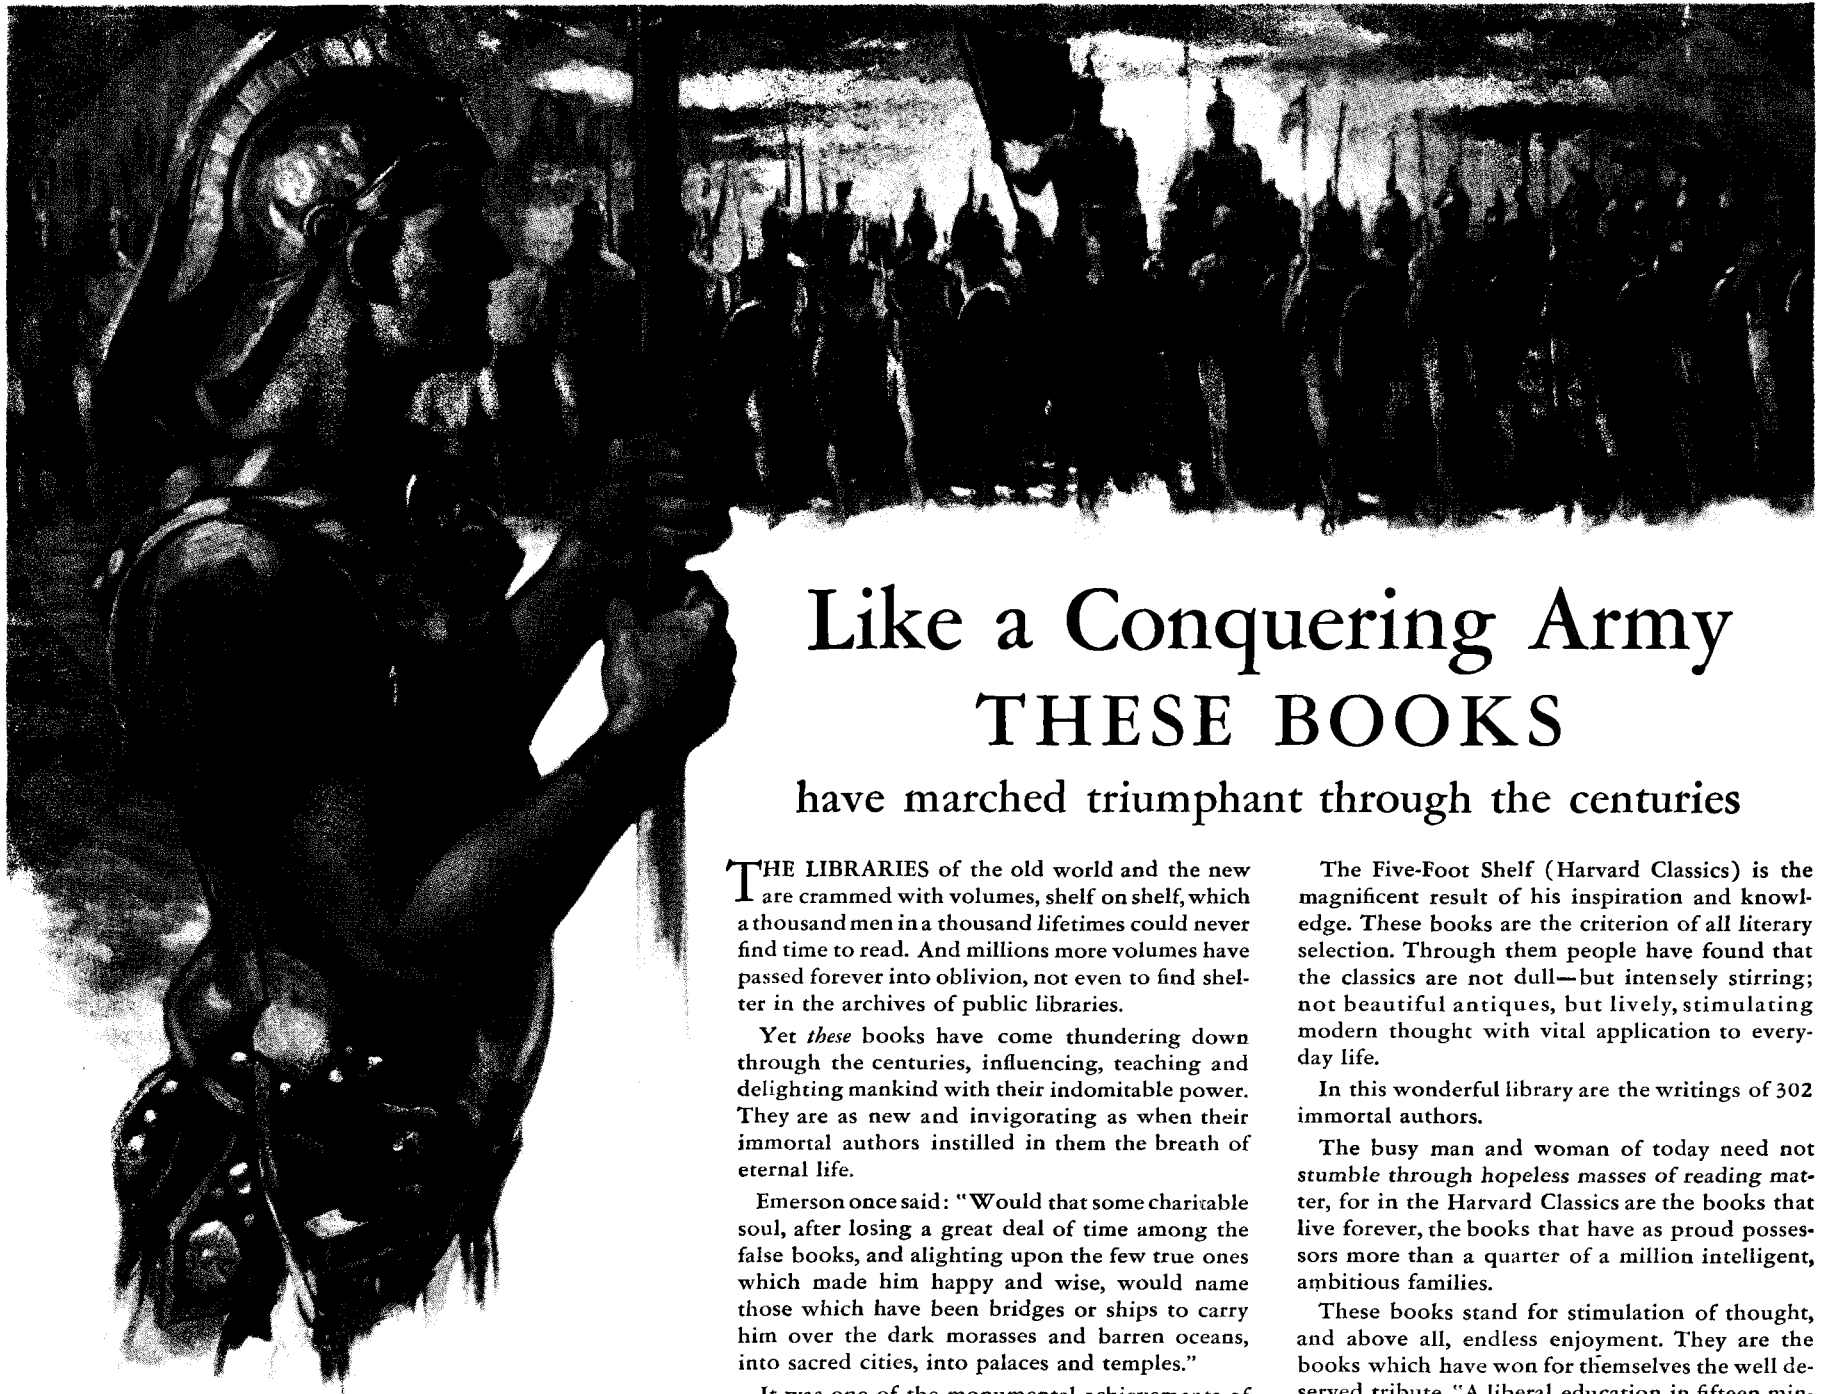 Like a Conquering Army
THESE BOOKS
have marched triumphant through the centuries
THE LIBRARIES of the old world and the new
are crammed with volumes, shelf on shelf, which
a thousand men in a thousand lifetimes could never
find time to read. And millions more volumes have
passed forever into oblivion, not even to find shel-
ter in the archives of public libraries.
Yet these books have come thundering down
through the centuries, influencing, teaching and
delighting mankind with their indomitable power.
They are as new and invigorating as when their
immortal authors instilled in them the breath of
eternal life.
Emerson once said: "Would that some charitable
soul, after losing a great deal of time among the
false books, and alighting upon the few true ones
which made him happy and wise, would name
those which have been bridges or ships to carry
him over the dark morasses and barren oceans,
into sacred cities, into palaces and temples."
It was one of the monumental achievements of
The Five-Foot Shelf (Harvard Classics) is the
magnificent result of his inspiration and knowl-
edge. These books are the criterion of all literary
selection. Through them people have found that
the classics are not dull—but intensely stirring;
not beautiful antiques, but lively, stimulating
modern thought with vital application to every-
day life.
In this wonderful library are the writings of 302
immortal authors.
The busy man and woman of today need not
stumble through hopeless masses of reading mat-
ter, for in the Harvard Classics are the books that
live forever, the books that have as proud posses-
sors more than a quarter of a million intelligent,
ambitious families.
These books stand for stimulation of thought,
and above all, endless enjoyment. They are the
books which have won for themselves the well de-
served tribute, "A liberal education in fifteen min-